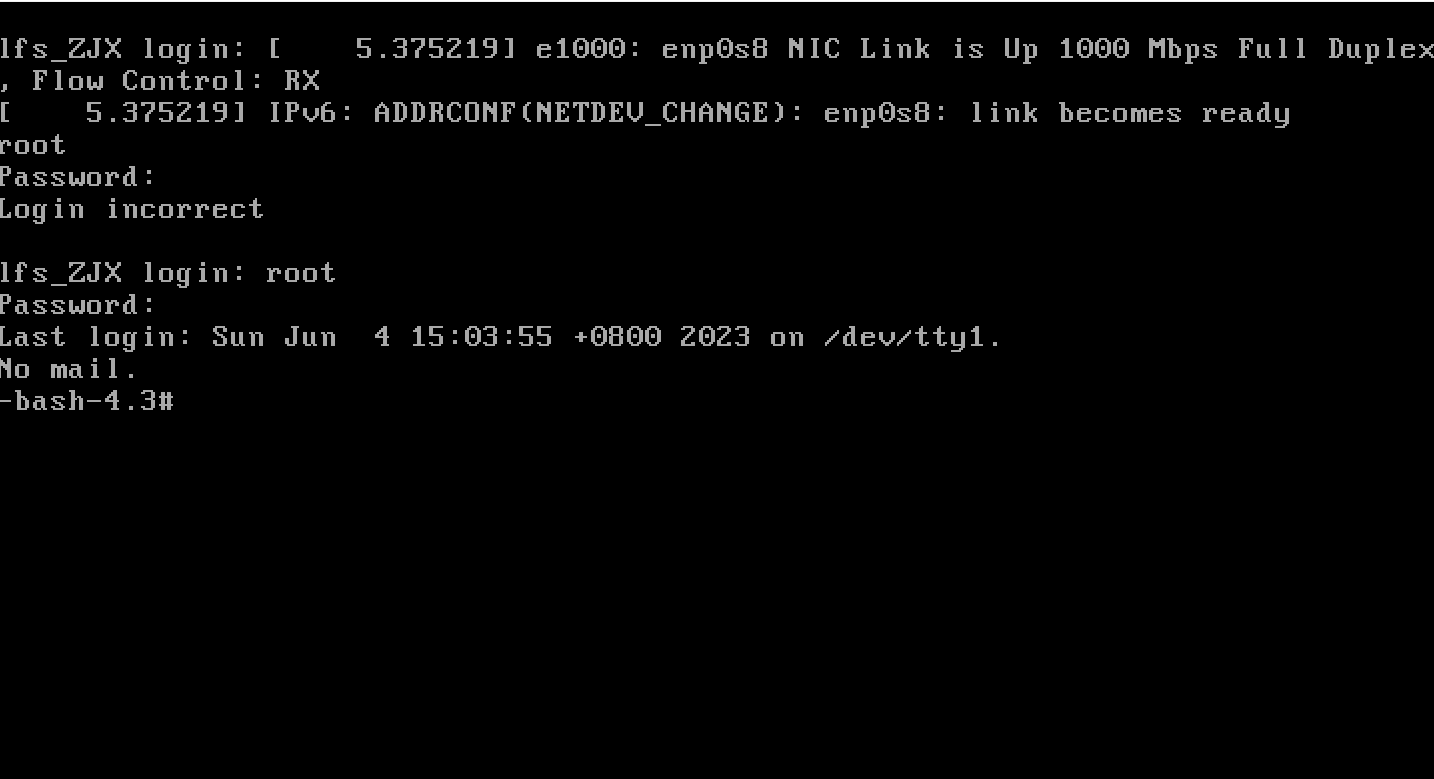 lfs_ZJX login: [    5.375219] e1000: enp0s8 NIC Link is Up 1000 Mbps Full Duplex
, Flow Control: RX
[    5.375219] IPv6: ADDRCONF(NETDEV_CHANGE): enp0s8: link becomes ready
root
Password:
Login incorrect

lfs_ZJX login: root
Password:
Last login: Sun Jun  4 15:03:55 +0800 2023 on /dev/tty1.
No mail.
-bash-4.3#